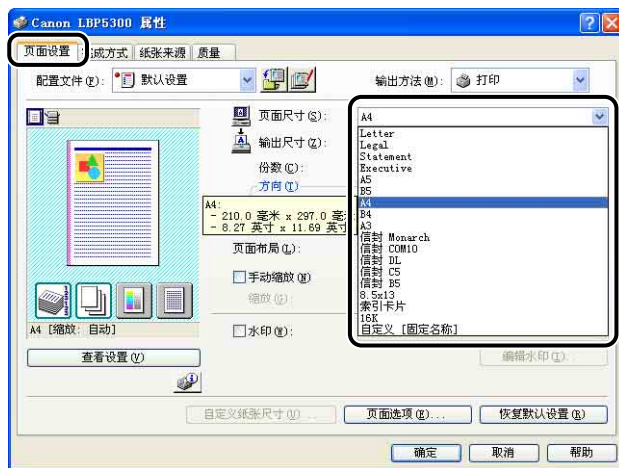 Canon LBP5300 属性
页面设置 成方式 纸张来源 质量
配置文件(F): 默认设置 输出方法(M): 打印
页面尺寸(S): A4
输出尺寸(Z):
份数(C):
方向(T)
Letter
Legal
Statement
Executive
A5
B5
A4
B4
A3
信封 Monarch
信封 COM10
信封 DL
信封 C5
信封 B5
8.5x13
索引卡片
16K
自定义 [固定名称]
A4:
- 210.0 毫米 x 297.0 毫
- 8.27 英寸 x 11.69 英寸
页面布局(L):
手动缩放(N)
缩放(G):
A4 [缩放: 自动]
水印(W):
查看设置(V) 编辑水印(I)...
自定义纸张尺寸(U)... 页面选项(E)... 恢复默认设置(R)
确定 取消 帮助